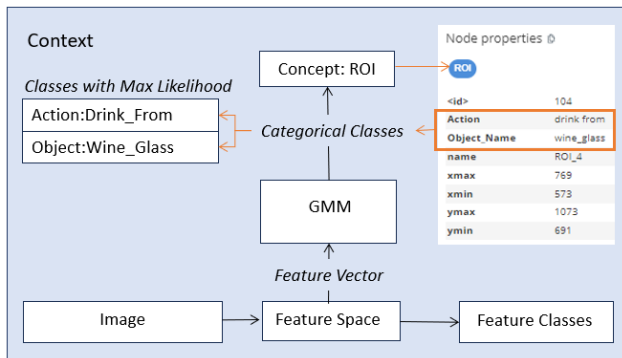 Context
Classes with Max Likelihood
Action:Drink_From
Object:Wine_Glass
Concept: ROI
Categorical Classes
GMM
Feature Vector
Image
Feature Space
Feature Classes
Node properties
ROI
<id> 104
Action drink from
Object_Name wine_glass
name ROI_4
xmax 769
xmin 573
ymax 1073
ymin 691